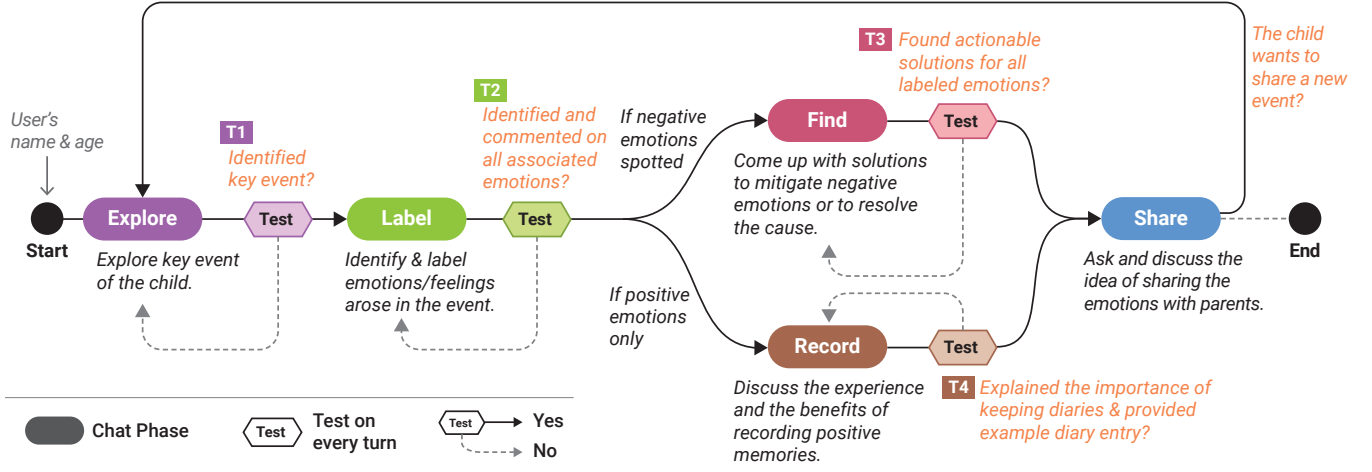 User's
name & age
Start
Explore
Explore key event
of the child.
T1
Identified
key event?
Test
Label
Identify & label
emotions/feelings
arose in the event.
T2
Identified and
commented on
all associated
emotions?
Test
If negative
emotions
spotted
If positive
emotions
only
Find
Come up with solutions
to mitigate negative
emotions or to resolve
the cause.
T3
Found actionable
solutions for all
labeled emotions?
Test
Record
Discuss the experience
and the benefits of
recording positive
memories.
Test
T4
Explained the importance of
keeping diaries & provided
example diary entry?
Share
Ask and discuss the
idea of sharing the
emotions with parents.
The child
wants to
share a new
event?
End
Chat Phase
Test
Test on
every turn
Test
Yes
No